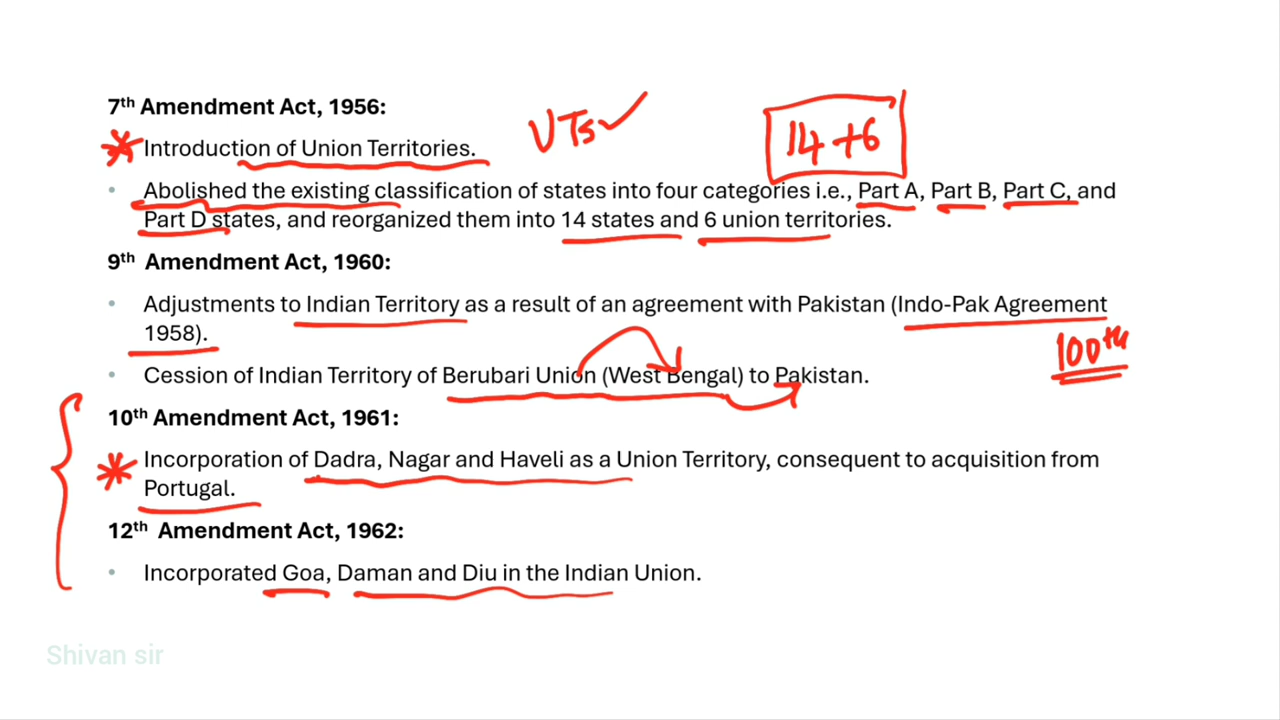 7th Amendment Act, 1956:
UTs
14 + 6
Introduction of Union Territories.
• Abolished the existing classification of states into four categories i.e., Part A, Part B, Part C, and
Part D states, and reorganized them into 14 states and 6 union territories.
9th Amendment Act, 1960:
• Adjustments to Indian Territory as a result of an agreement with Pakistan (Indo-Pak Agreement
1958).
100th
• Cession of Indian Territory of Berubari Union (West Bengal) to Pakistan.
10th Amendment Act, 1961:
Incorporation of Dadra, Nagar and Haveli as a Union Territory, consequent to acquisition from
Portugal.
12th Amendment Act, 1962:
• Incorporated Goa, Daman and Diu in the Indian Union.
Shivan sir